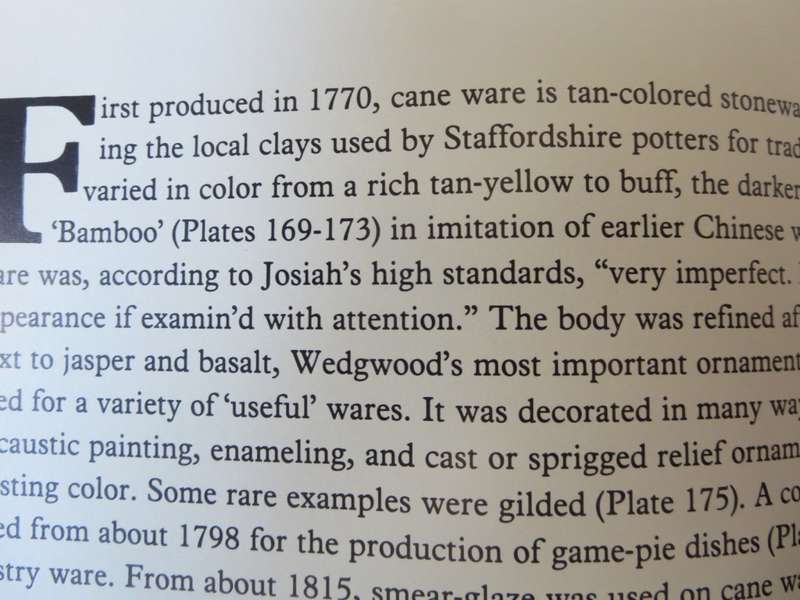 First produced in 1770, cane ware is tan-colored stonewa
ing the local clays used by Staffordshire potters for trad
varied in color from a rich tan-yellow to buff, the darker
‘Bamboo’ (Plates 169-173) in imitation of earlier Chinese w
are was, according to Josiah’s high standards, “very imperfect.
pearance if examin’d with attention.” The body was refined af
xt to jasper and basalt, Wedgwood’s most important ornament
ed for a variety of ‘useful’ wares. It was decorated in many way
caustic painting, enameling, and cast or sprigged relief ornam
sting color. Some rare examples were gilded (Plate 175). A co
ed from about 1798 for the production of game-pie dishes (Pla
stry ware. From about 1815, smear-glaze was used on cane wa